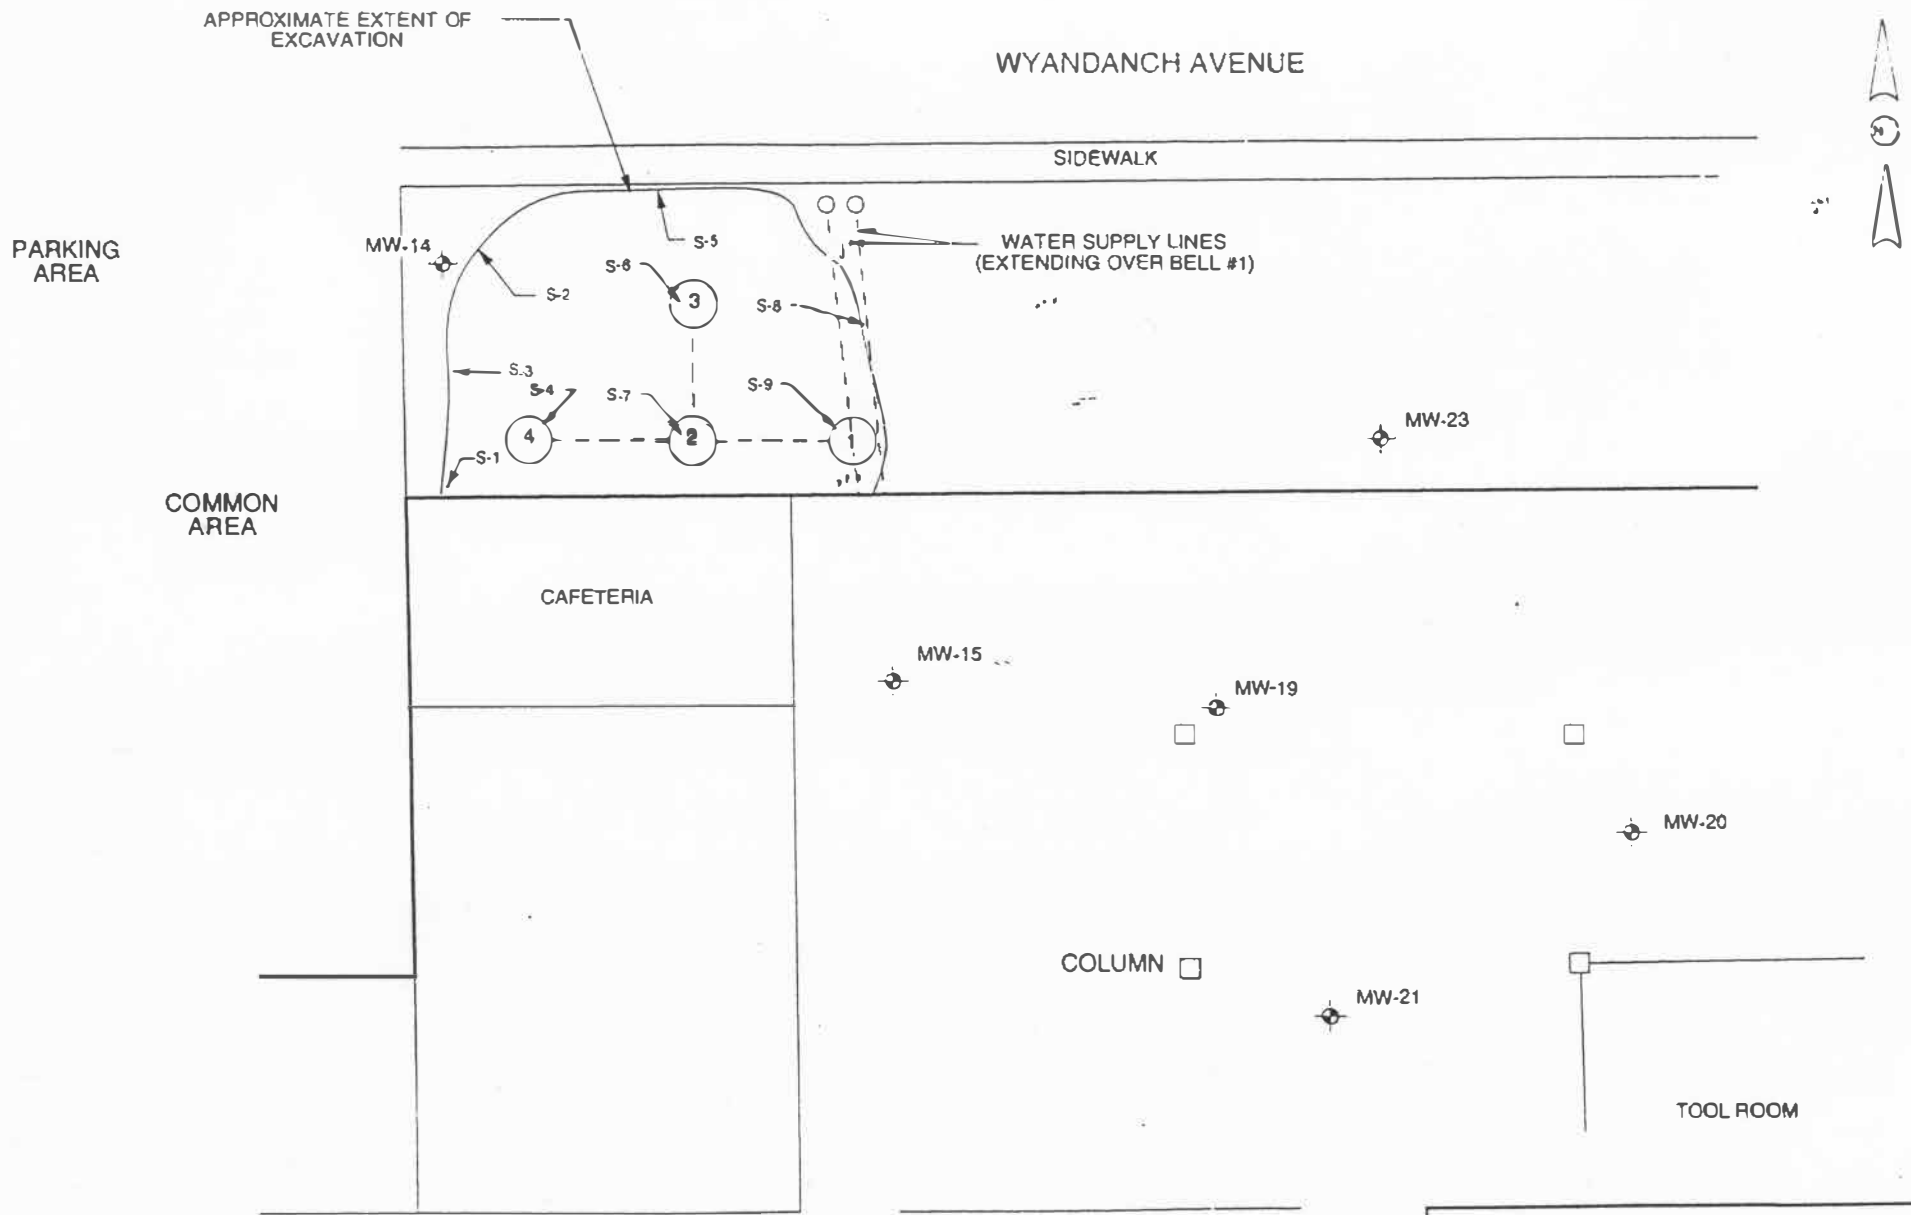 APPROXIMATE EXTENT OF
EXCAVATION
WYANDANCH AVENUE
N
SIDEWALK
PARKING
AREA
MW-14
S-5
WATER SUPPLY LINES
(EXTENDING OVER BELL #1)
S-6
S-2
3
S-8
S-3
S-4
S-7
S-9
MW-23
4
2
1
S-1
COMMON
AREA
CAFETERIA
MW-15
MW-19
MW-20
COLUMN
MW-21
TOOL ROOM